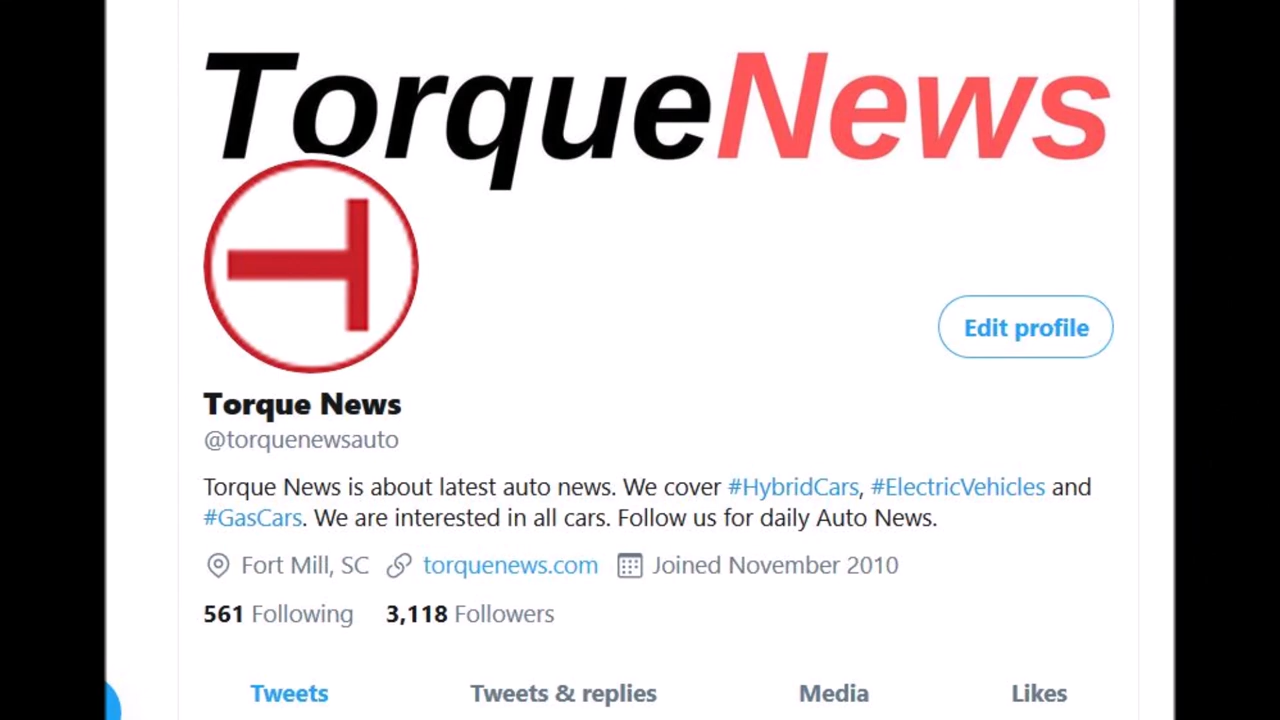 TorqueNews
T
Edit profile
Torque News
@torquenewsauto
Torque News is about latest auto news. We cover #HybridCars, #ElectricVehicles and
#GasCars. We are interested in all cars. Follow us for daily Auto News.
Fort Mill, SC torquenews.com Joined November 2010
561 Following 3,118 Followers
Tweets Tweets & replies Media Likes